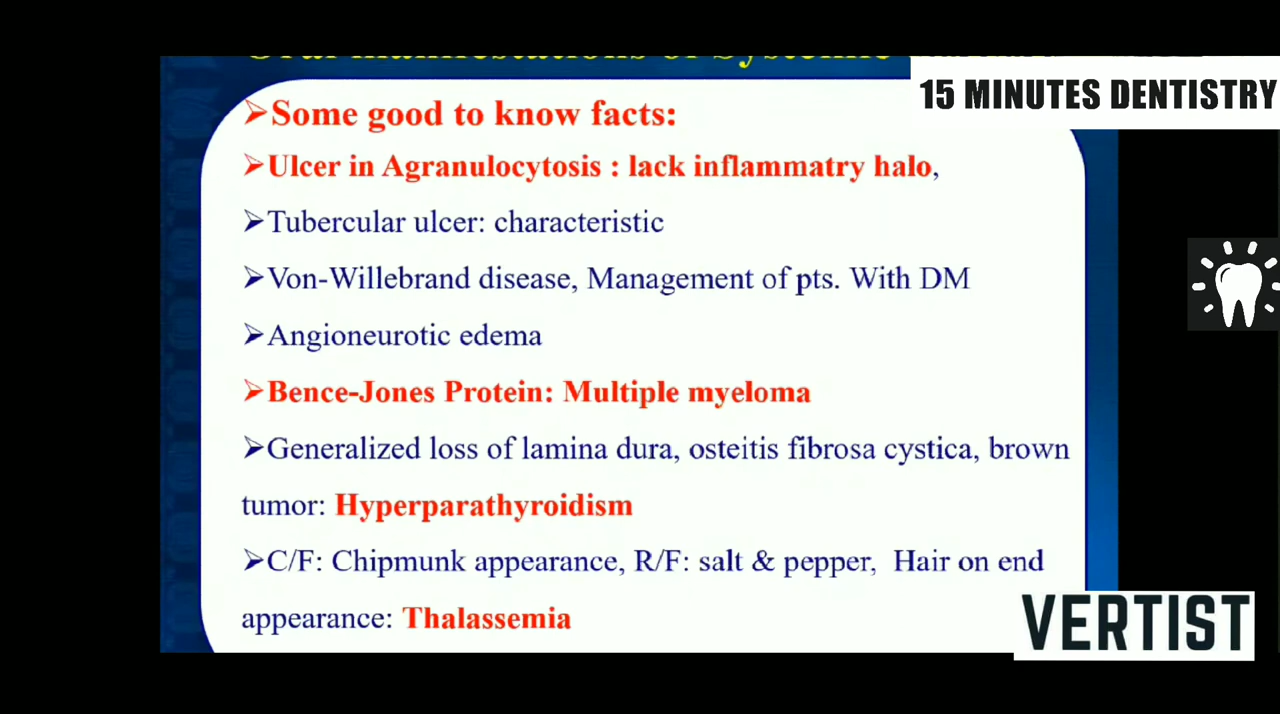 15 MINUTES DENTISTRY
➢Some good to know facts:
➢Ulcer in Agranulocytosis : lack inflammatry halo,
➢Tubercular ulcer: characteristic
➢Von-Willebrand disease, Management of pts. With DM
➢Angioneurotic edema
➢Bence-Jones Protein: Multiple myeloma
➢Generalized loss of lamina dura, osteitis fibrosa cystica, brown
tumor: Hyperparathyroidism
➢C/F: Chipmunk appearance, R/F: salt & pepper, Hair on end
appearance: Thalassemia
VERTIST